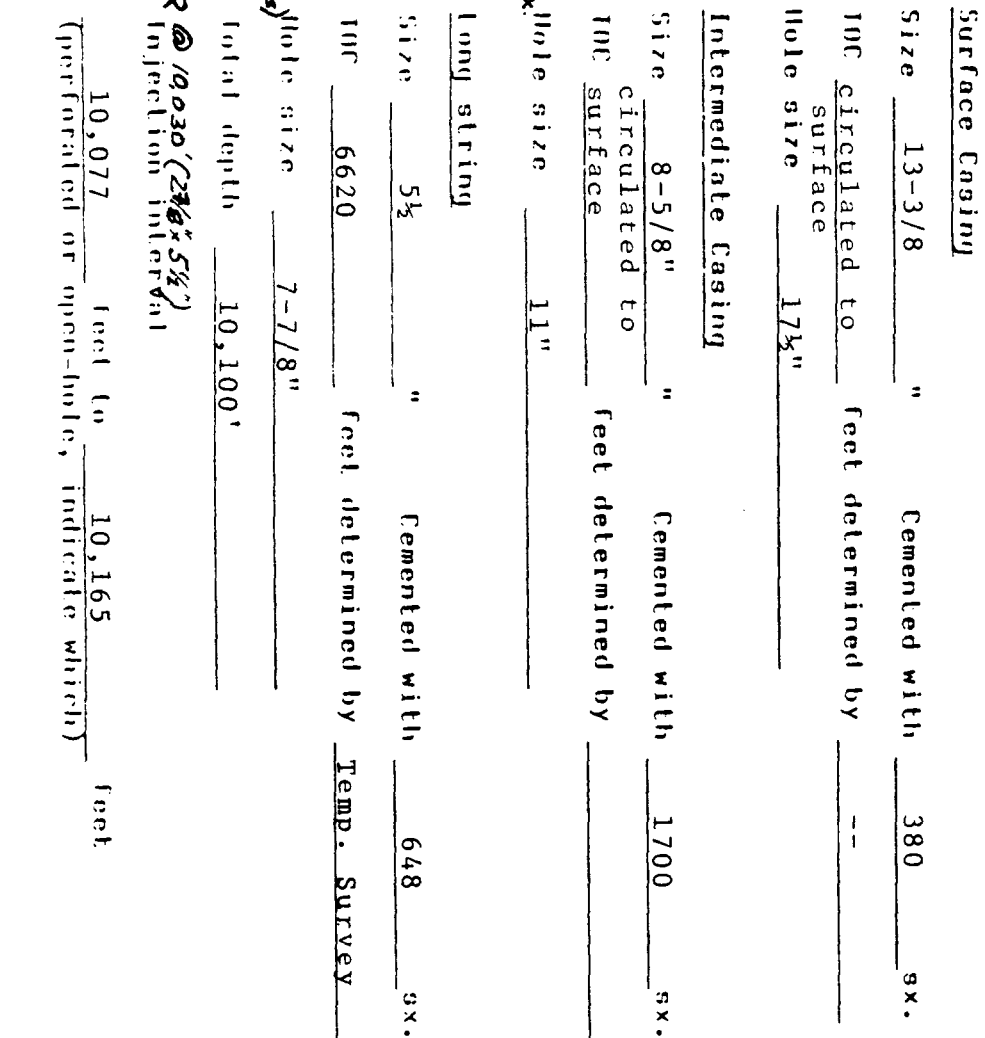 Surface Casing
Size 13-3/8 " Cemented with 380 sx.
TOC circulated to feet determined by --
surface
Hole size 17½"
Intermediate Casing
Size 8-5/8" " Cemented with 1700 sx.
circulated to
TOC surface feet determined by
Hole size 11"
Long string
Size 5½ " Cemented with 648 sx.
TOC 6620 feet determined by Temp. Survey
Hole size 7-7/8"
Total depth 10,100'
@ 10,030' (2⅞" x 5½")
Injection interval
10,077 feet to 10,165 feet
(perforated or open-hole, indicate which)